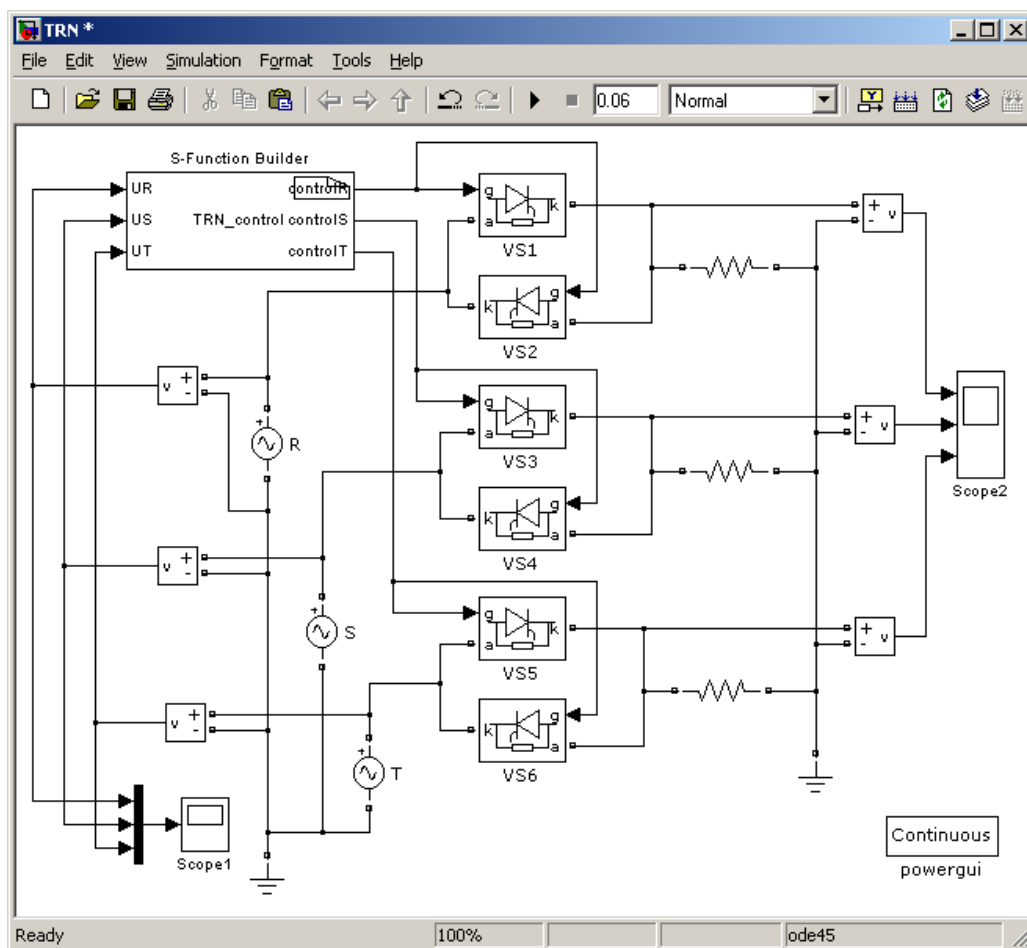 TRN *
File Edit View Simulation Format Tools Help
0.06 Normal
S-Function Builder
UR controlR
US TRN_control controlS
UT controlT
g
a k
VS1
k g
a
VS2
v + -
R
g
a k
VS3
k g
a
VS4
v + -
S
g
a k
VS5
k g
a
VS6
v + -
T
+ - v
+ - v
+ - v
Scope2
Scope1
Continuous
powergui
Ready 100% ode45